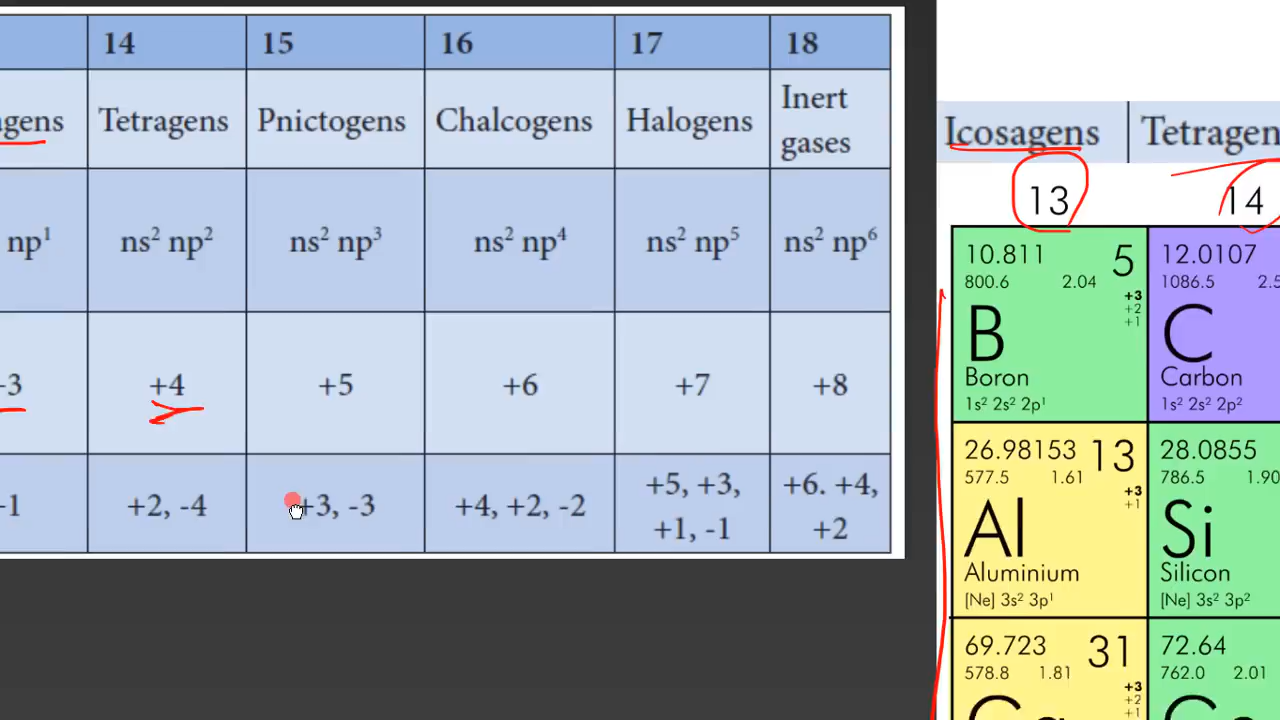 14 15 16 17 18
Tetragens Pnictogens Chalcogens Halogens Inert gases
np¹ ns² np² ns² np³ ns² np⁴ ns² np⁵ ns² np⁶
+4 +5 +6 +7 +8
+2, -4 +3, -3 +4, +2, -2 +5, +3, +1, -1 +6. +4, +2
Icosagens
13 14
10.811 5
800.6 2.04
+3
+2
+1
B
Boron
1s² 2s² 2p¹
12.0107
1086.5
C
Carbon
1s² 2s² 2p²
26.98153 13
577.5 1.61
+3
+1
Al
Aluminium
[Ne] 3s² 3p¹
28.0855
786.5 1.90
Si
Silicon
[Ne] 3s² 3p²
69.723 31
578.8 1.81
+3
+2
+1
72.64
762.0 2.01